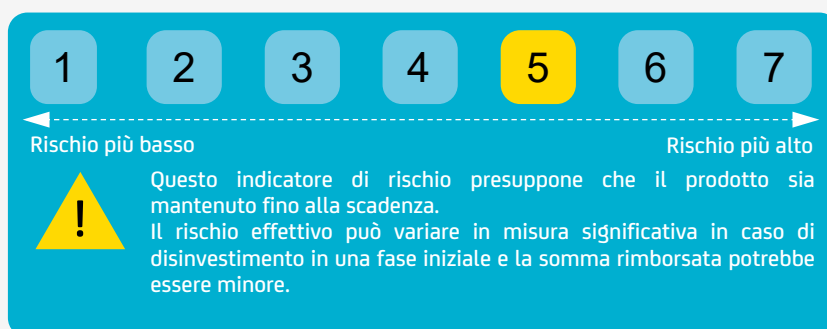 1 2 3 4 5 6 7
Rischio più basso Rischio più alto
!
Questo indicatore di rischio presuppone che il prodotto sia
mantenuto fino alla scadenza.
Il rischio effettivo può variare in misura significativa in caso di
disinvestimento in una fase iniziale e la somma rimborsata potrebbe
essere minore.